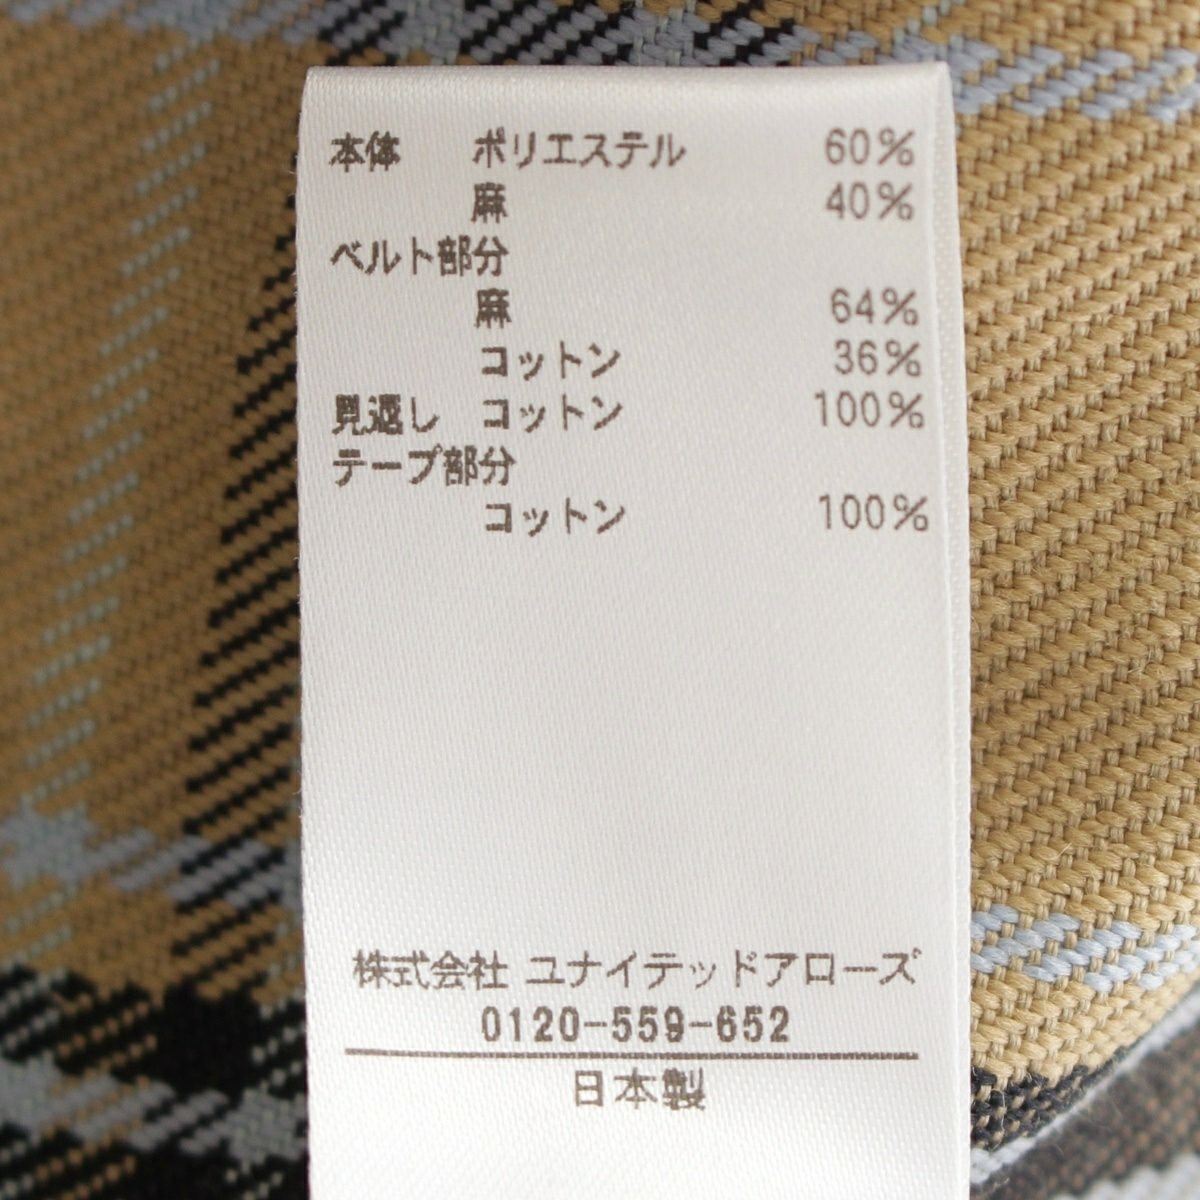 本体 ポリエステル 60%
麻 40%
ベルト部分
麻 64%
コットン 36%
見返し コットン 100%
テープ部分
コットン 100%
株式会社 ユナイテッドアローズ
0120-559-652
日本製